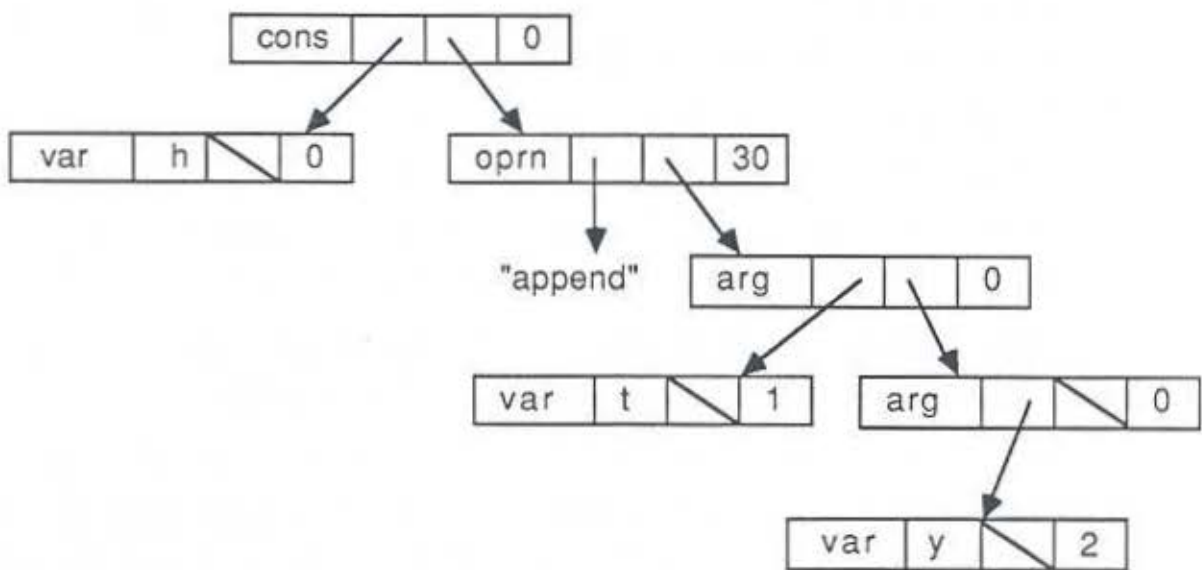 cons 0
var h 0
oprn 30
"append"
arg 0
var t 1
arg 0
var y 2